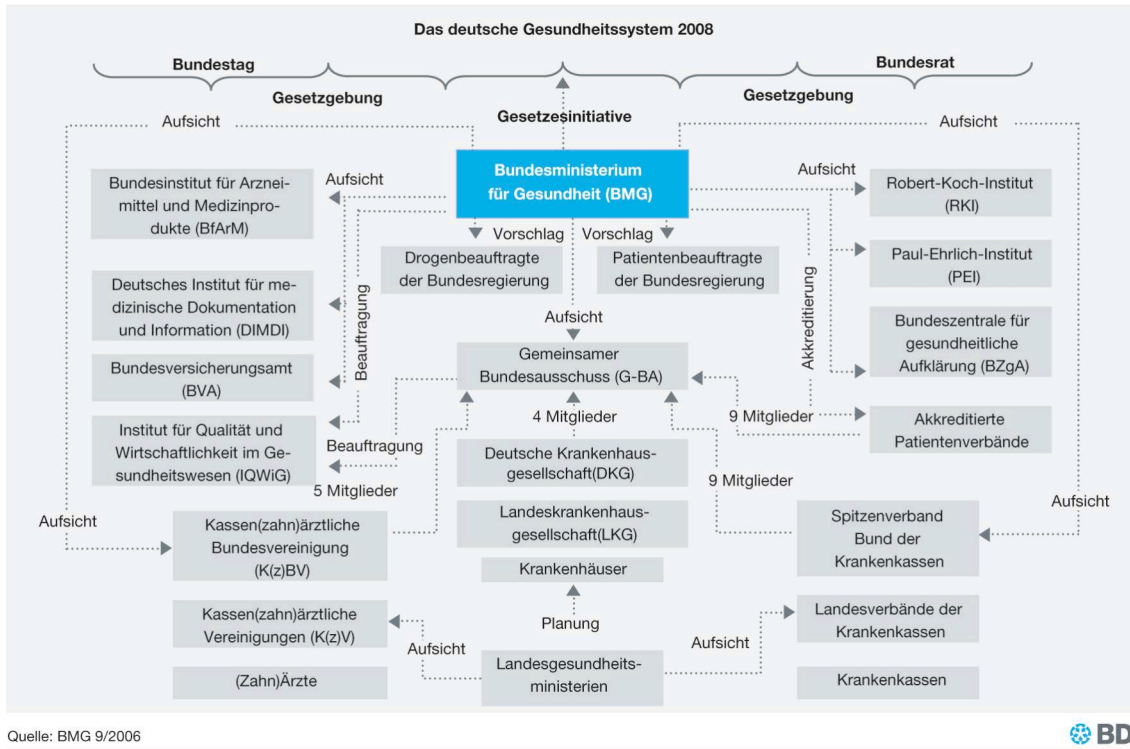 Das deutsche Gesundheitssystem 2008
Bundestag
Bundesrat
Gesetzgebung
Gesetzgebung
Gesetzesinitiative
Aufsicht
Aufsicht
Bundesministerium
für Gesundheit (BMG)
Bundesinstitut für Arznei-
mittel und Medizinpro-
dukte (BfArM)
Aufsicht
Aufsicht
Robert-Koch-Institut
(RKI)
Vorschlag
Vorschlag
Drogenbeauftragte
der Bundesregierung
Patientenbeauftragte
der Bundesregierung
Paul-Ehrlich-Institut
(PEI)
Deutsches Institut für me-
dizinische Dokumentation
und Information (DIMDI)
Beauftragung
Akkreditierung
Aufsicht
Bundeszentrale für
gesundheitliche
Aufklärung (BZgA)
Gemeinsamer
Bundesausschuss (G-BA)
Bundesversicherungsamt
(BVA)
4 Mitglieder
9 Mitglieder
Akkreditierte
Patientenverbände
Institut für Qualität und
Wirtschaftlichkeit im Ge-
sundheitswesen (IQWiG)
Beauftragung
Deutsche Krankenhaus-
gesellschaft(DKG)
9 Mitglieder
5 Mitglieder
Aufsicht
Aufsicht
Kassen(zahn)ärztliche
Bundesvereinigung
(K(z)BV)
Landeskrankenhaus-
gesellschaft(LKG)
Spitzenverband
Bund der
Krankenkassen
Krankenhäuser
Kassen(zahn)ärztliche
Vereinigungen (K(z)V)
Planung
Landesverbände der
Krankenkassen
Aufsicht
Aufsicht
Landesgesundheits-
ministerien
(Zahn)Ärzte
Krankenkassen
Quelle: BMG 9/2006
BD